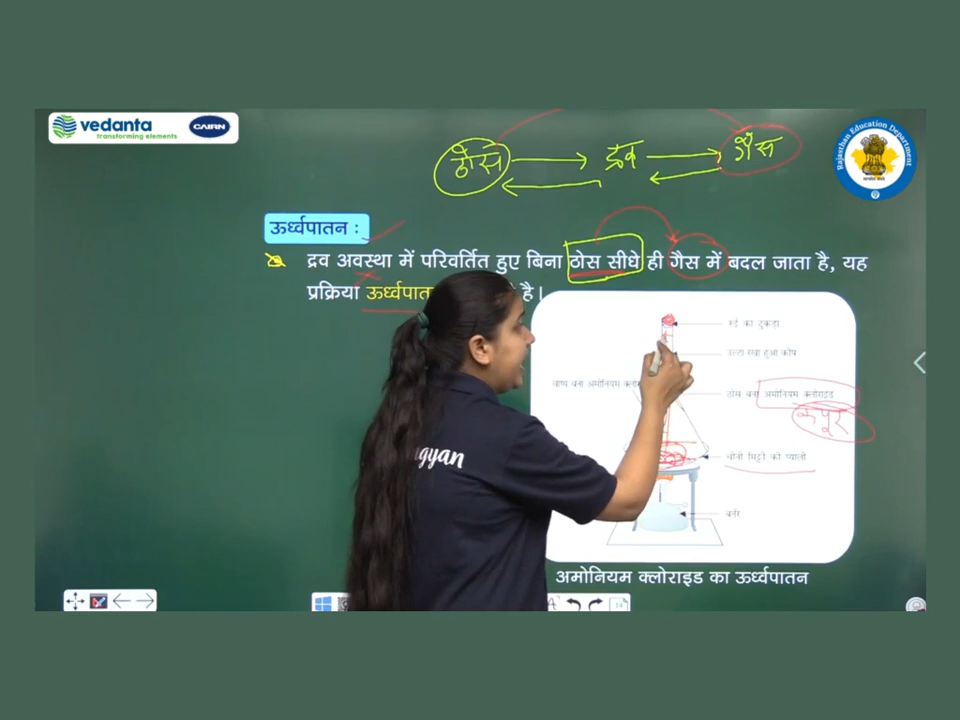 vedanta
transforming elements
CAIRN
Rajasthan Education Department
ठोस द्रव गैस
ऊर्ध्वपातन :
द्रव अवस्था में परिवर्तित हुए बिना ठोस सीधे ही गैस में बदल जाता है, यह
प्रक्रिया ऊर्ध्वपात है।
रुई का टुकड़ा
उल्टा रखा हुआ कीप
वाष्प बना अमोनियम क्लो
ठोस बना अमोनियम क्लोराइड
कपूर
चीनी मिट्टी की प्याली
बर्नर
gyan
अमोनियम क्लोराइड का ऊर्ध्वपातन